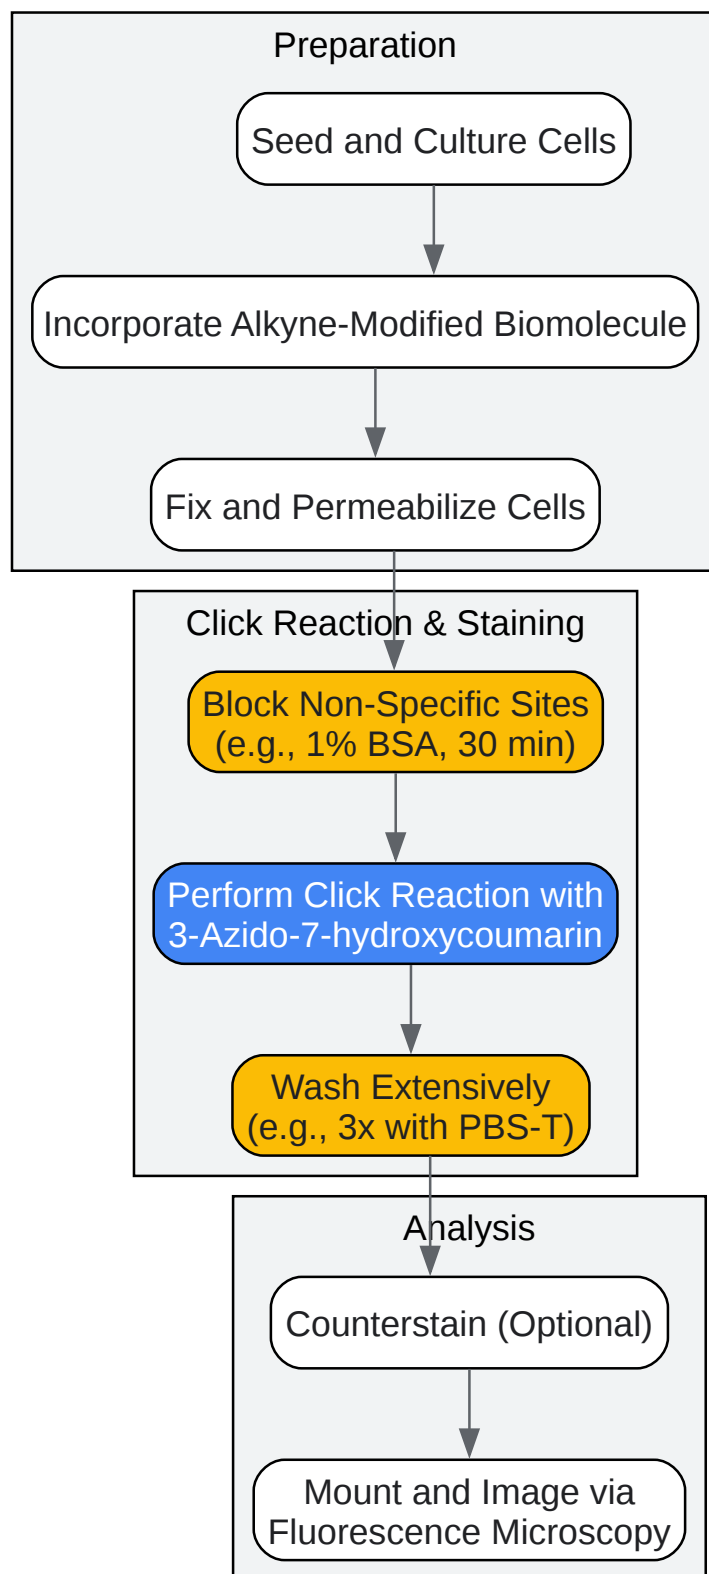 Preparation
Seed and Culture Cells
Incorporate Alkyne-Modified Biomolecule
Fix and Permeabilize Cells
Click Reaction & Staining
Block Non-Specific Sites
(e.g., 1% BSA, 30 min)
Perform Click Reaction with
3-Azido-7-hydroxycoumarin
Wash Extensively
(e.g., 3x with PBS-T)
Analysis
Counterstain (Optional)
Mount and Image via
Fluorescence Microscopy